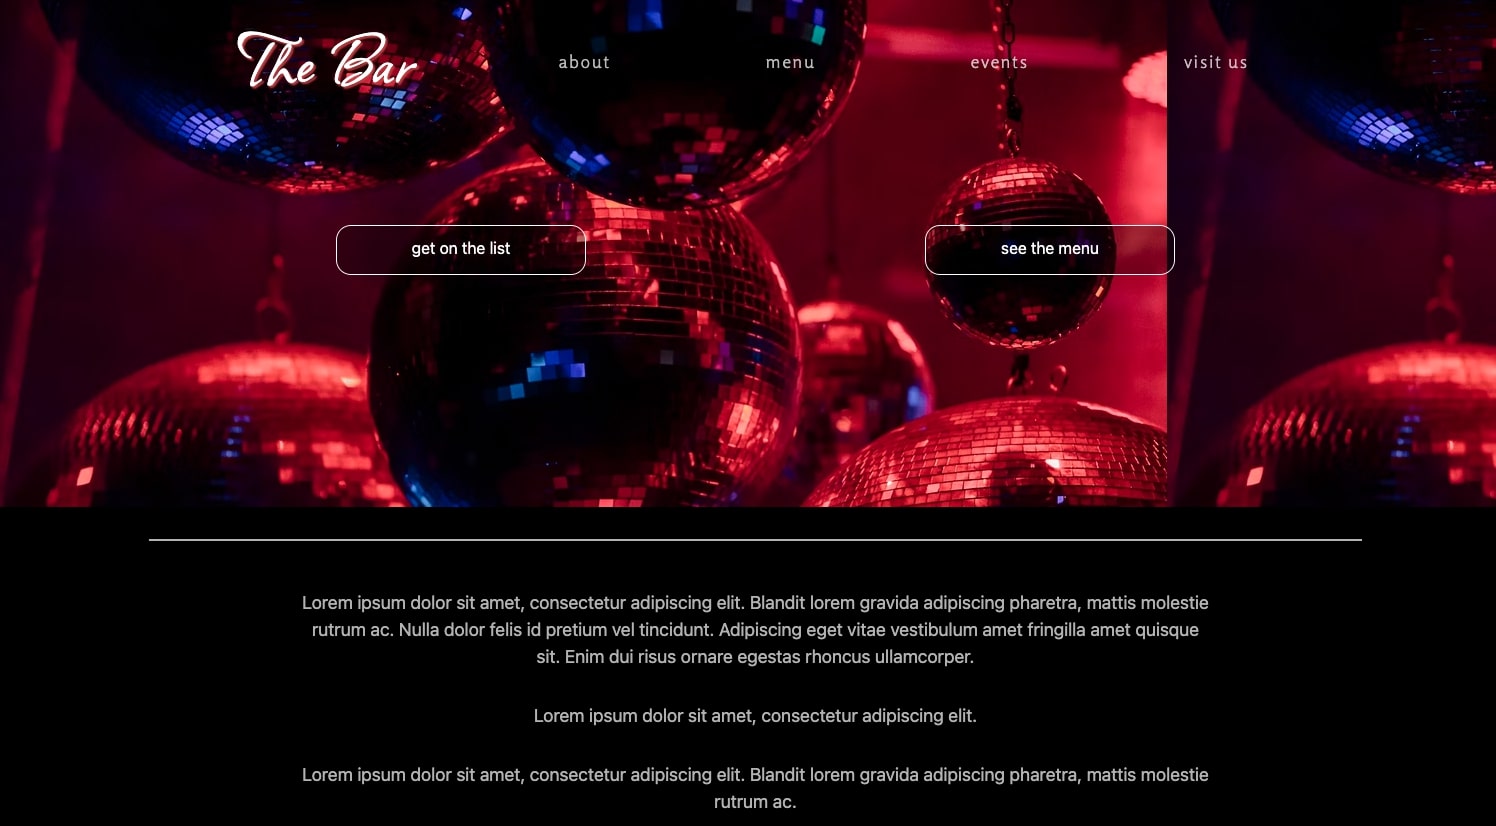 The Bar
about
menu
events
visit us
get on the list
see the menu
Lorem ipsum dolor sit amet, consectetur adipiscing elit. Blandit lorem gravida adipiscing pharetra, mattis molestie
rutrum ac. Nulla dolor felis id pretium vel tincidunt. Adipiscing eget vitae vestibulum amet fringilla amet quisque
sit. Enim dui risus ornare egestas rhoncus ullamcorper.
Lorem ipsum dolor sit amet, consectetur adipiscing elit.
Lorem ipsum dolor sit amet, consectetur adipiscing elit. Blandit lorem gravida adipiscing pharetra, mattis molestie
rutrum ac.